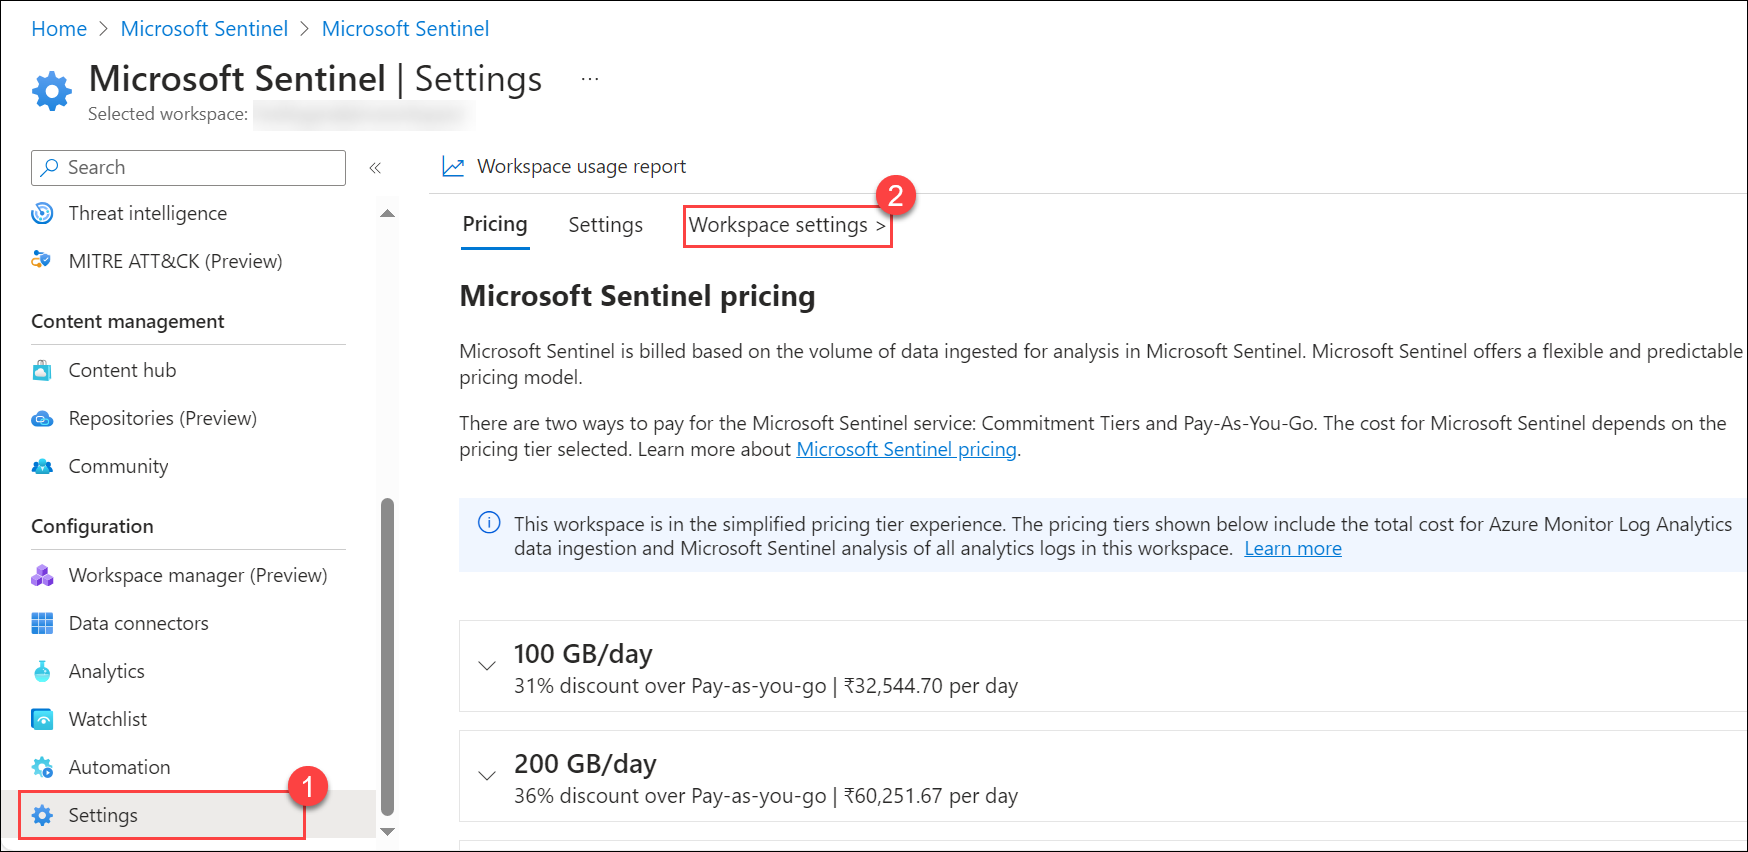 Home > Microsoft Sentinel > Microsoft Sentinel
Microsoft Sentinel | Settings ...
Selected workspace:
Search «
Threat intelligence
MITRE ATT&CK (Preview)
Content management
Content hub
Repositories (Preview)
Community
Configuration
Workspace manager (Preview)
Data connectors
Analytics
Watchlist
Automation
1
Settings
Workspace usage report
2
Pricing Settings Workspace settings >
Microsoft Sentinel pricing
Microsoft Sentinel is billed based on the volume of data ingested for analysis in Microsoft Sentinel. Microsoft Sentinel offers a flexible and predictable
pricing model.
There are two ways to pay for the Microsoft Sentinel service: Commitment Tiers and Pay-As-You-Go. The cost for Microsoft Sentinel depends on the
pricing tier selected. Learn more about Microsoft Sentinel pricing.
This workspace is in the simplified pricing tier experience. The pricing tiers shown below include the total cost for Azure Monitor Log Analytics
data ingestion and Microsoft Sentinel analysis of all analytics logs in this workspace. Learn more
100 GB/day
31% discount over Pay-as-you-go | ₹32,544.70 per day
200 GB/day
36% discount over Pay-as-you-go | ₹60,251.67 per day